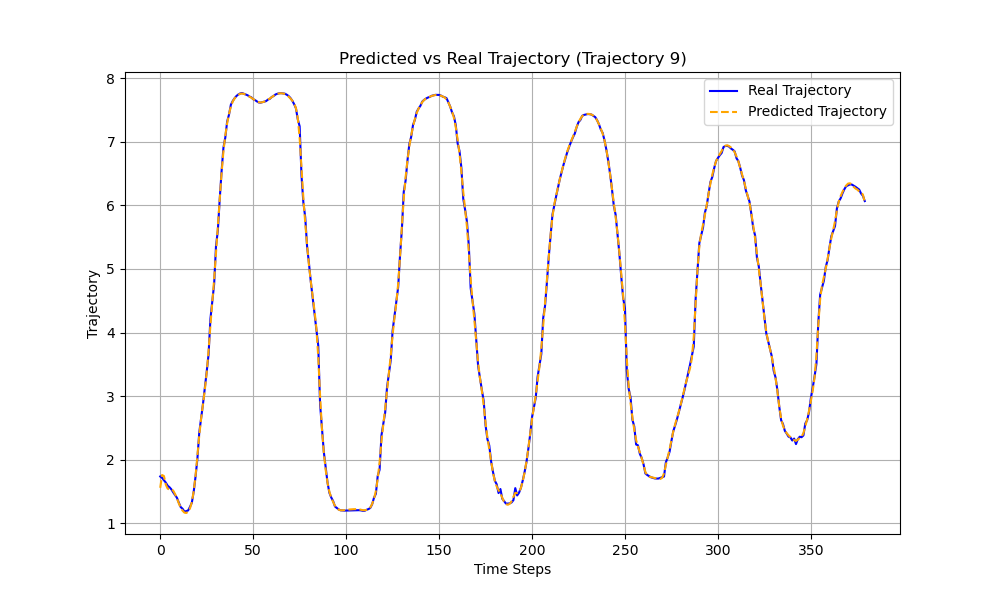 Predicted vs Real Trajectory (Trajectory 9)
Real Trajectory
Predicted Trajectory
Trajectory
8
7
6
5
4
3
2
1
0 50 100 150 200 250 300 350
Time Steps